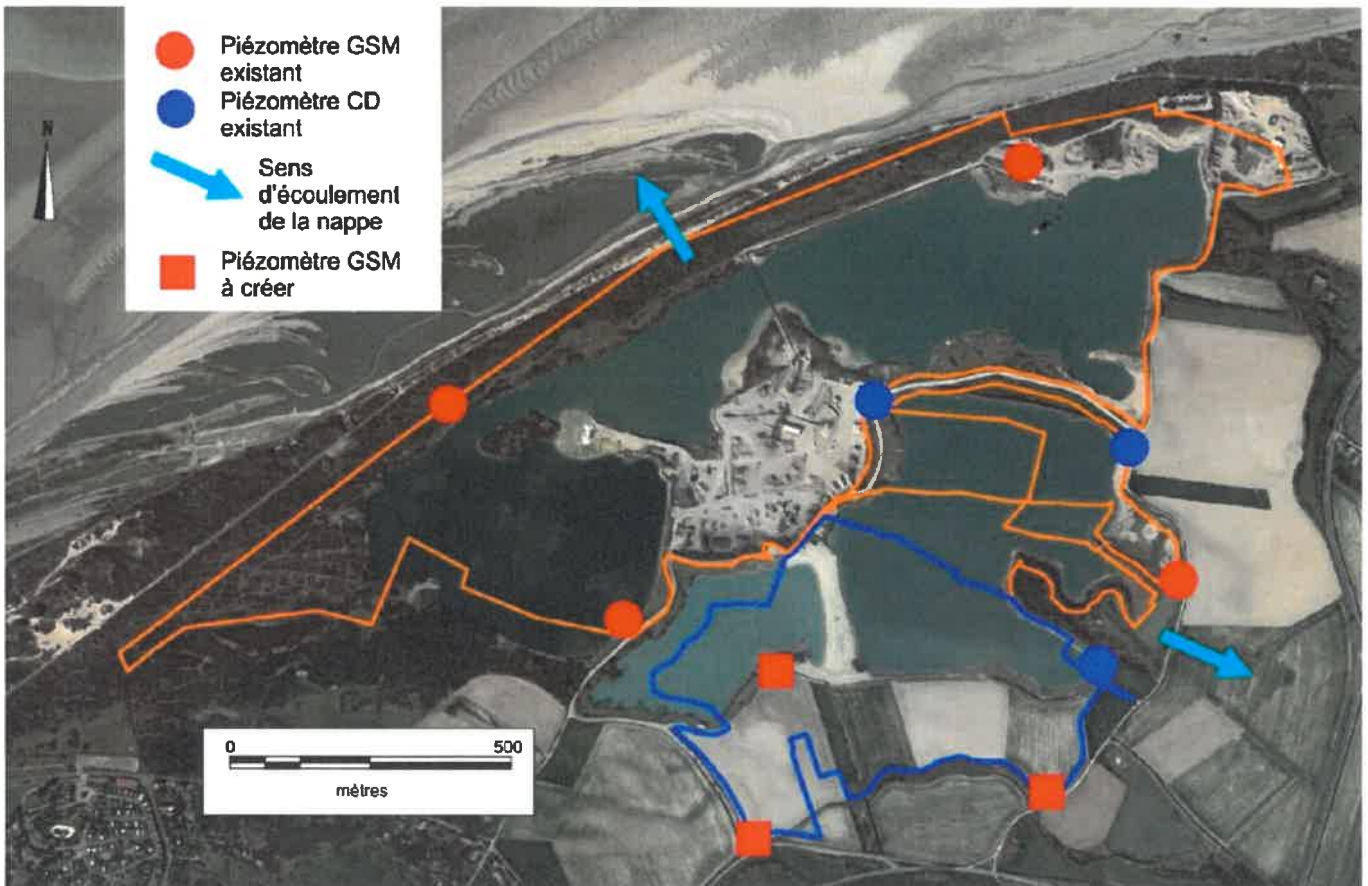 Piézomètre GSM
existant
Piézomètre CD
existant
N
Sens
d'écoulement
de la nappe
Piézomètre GSM
à créer
0 500
mètres